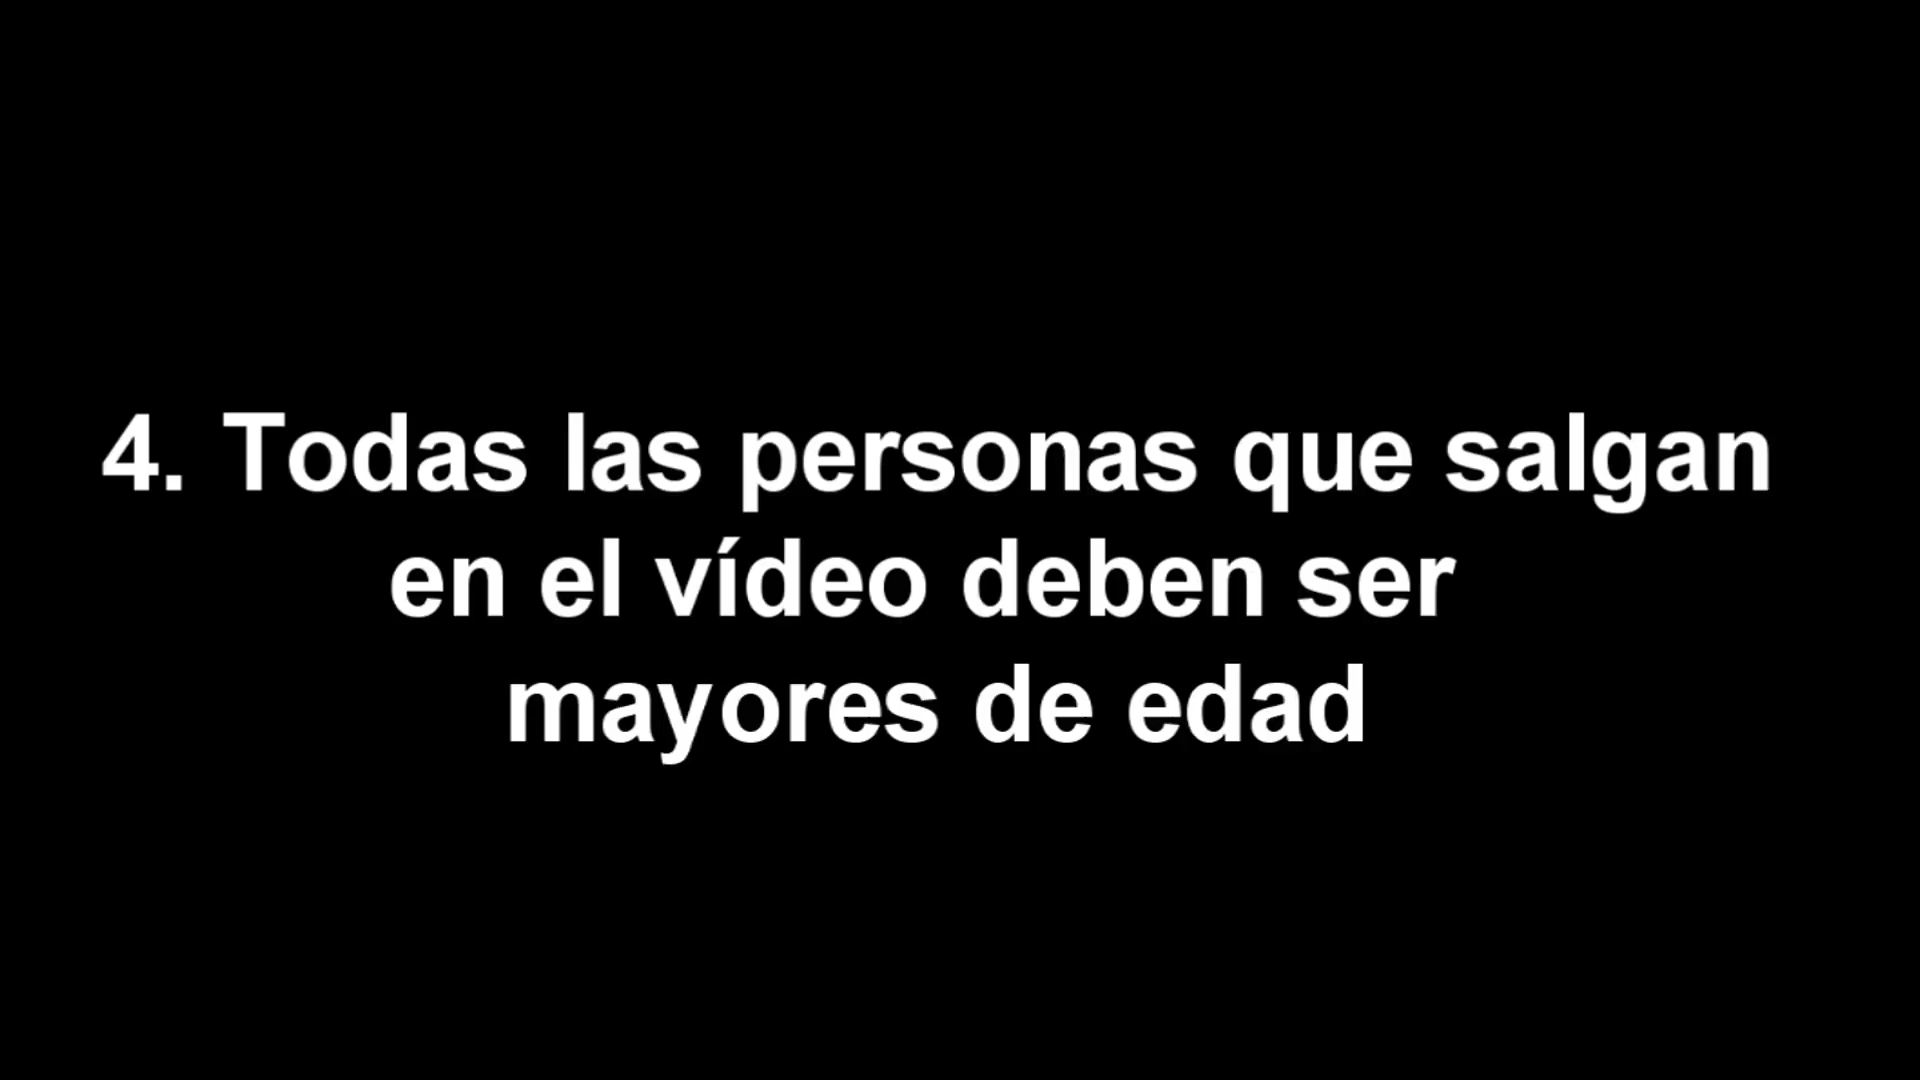 4. Todas las personas que salgan
en el vídeo deben ser
mayores de edad